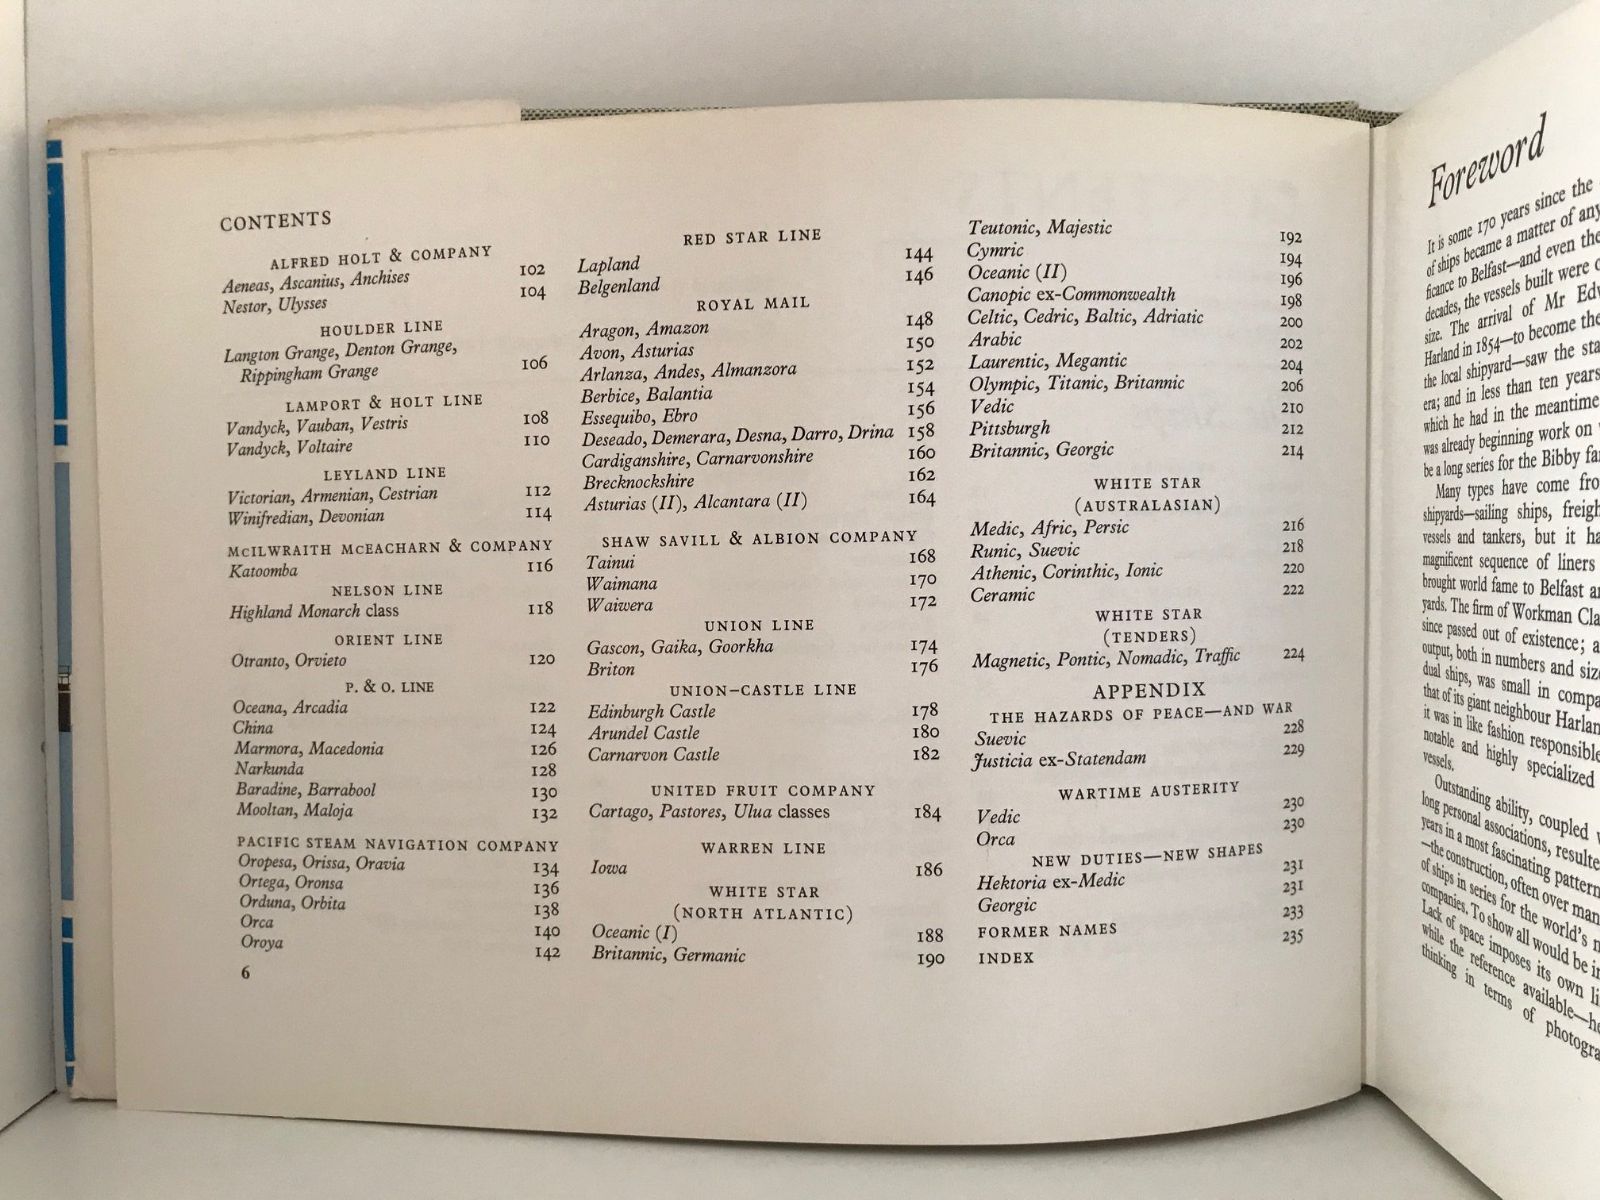 CONTENTS
ALFRED HOLT & COMPANY
Aeneas, Ascanius, Anchises 102
Nestor, Ulysses 104
HOULDER LINE
Langton Grange, Denton Grange,
Rippingham Grange 106
LAMPORT & HOLT LINE
Vandyck, Vauban, Vestris 108
Vandyck, Voltaire 110
LEYLAND LINE
Victorian, Armenian, Cestrian 112
Winifredian, Devonian 114
McILWRAITH McEACHARN & COMPANY
Katoomba 116
NELSON LINE
Highland Monarch class 118
ORIENT LINE
Otranto, Orvieto 120
P. & O. LINE
Oceana, Arcadia 122
China 124
Marmora, Macedonia 126
Narkunda 128
Baradine, Barrabool 130
Mooltan, Maloja 132
PACIFIC STEAM NAVIGATION COMPANY
Oropesa, Orissa, Oravia 134
Ortega, Oronsa 136
Orduna, Orbita 138
Orca 140
Oroya 142
6
RED STAR LINE
Lapland 144
Belgenland 146
ROYAL MAIL
Aragon, Amazon 148
Avon, Asturias 150
Arlanza, Andes, Almanzora 152
Berbice, Balantia 154
Essequibo, Ebro 156
Deseado, Demerara, Desna, Darro, Drina 158
Cardiganshire, Carnarvonshire 160
Brecknockshire 162
Asturias (II), Alcantara (II) 164
SHAW SAVILL & ALBION COMPANY
Tainui 168
Waimana 170
Waiwera 172
UNION LINE
Gascon, Gaika, Goorkha 174
Briton 176
UNION–CASTLE LINE
Edinburgh Castle 178
Arundel Castle 180
Carnarvon Castle 182
UNITED FRUIT COMPANY
Cartago, Pastores, Ulua classes 184
WARREN LINE
Iowa 186
WHITE STAR
(NORTH ATLANTIC)
Oceanic (I) 188
Britannic, Germanic 190
Teutonic, Majestic 192
Cymric 194
Oceanic (II) 196
Canopic ex-Commonwealth 198
Celtic, Cedric, Baltic, Adriatic 200
Arabic 202
Laurentic, Megantic 204
Olympic, Titanic, Britannic 206
Vedic 210
Pittsburgh 212
Britannic, Georgic 214
WHITE STAR
(AUSTRALASIAN)
Medic, Afric, Persic 216
Runic, Suevic 218
Athenic, Corinthic, Ionic 220
Ceramic 222
WHITE STAR
(TENDERS)
Magnetic, Pontic, Nomadic, Traffic 224
APPENDIX
THE HAZARDS OF PEACE—AND WAR
Suevic 228
Justicia ex-Statendam 229
WARTIME AUSTERITY
Vedic 230
Orca 230
NEW DUTIES—NEW SHAPES
Hektoria ex-Medic 231
Georgic 231
FORMER NAMES 233
INDEX 235
Foreword
It is some 170 years since the
of ships became a matter of any
ficance to Belfast—and even the
decades, the vessels built were
size. The arrival of Mr
Harland in 1854—to become the
the local shipyard—saw the
era; and in less than ten years
which he had in the meantime
was already beginning work on
be a long series for the Bibby
Many types have come
shipyards—sailing ships,
vessels and tankers, but it
magnificent sequence of liners
brought world fame to Belfast
yards. The firm of Workman
since passed out of existence;
output, both in numbers and
dual ships, was small in
that of its giant neighbour
it was in like fashion responsible
notable and highly specialized
vessels.
Outstanding ability, coupled
long personal associations,
years in a most fascinating pattern
—the construction, often over
of ships in series for the world's
companies. To show all would be
Lack of space imposes its own
while the reference available—
thinking in terms of